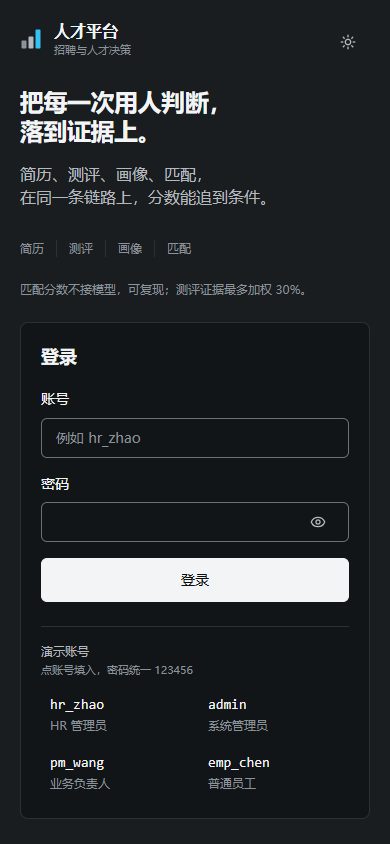 人才平台
招聘与人才决策
把每一次用人判断，
落到证据上。
简历、测评、画像、匹配，
在同一条链路上，分数能追到条件。
简历 测评 画像 匹配
匹配分数不接模型，可复现；测评证据最多加权 30%。
登录
账号
例如 hr_zhao
密码
登录
演示账号
点账号填入，密码统一 123456
hr_zhao admin
HR 管理员 系统管理员
pm_wang emp_chen
业务负责人 普通员工